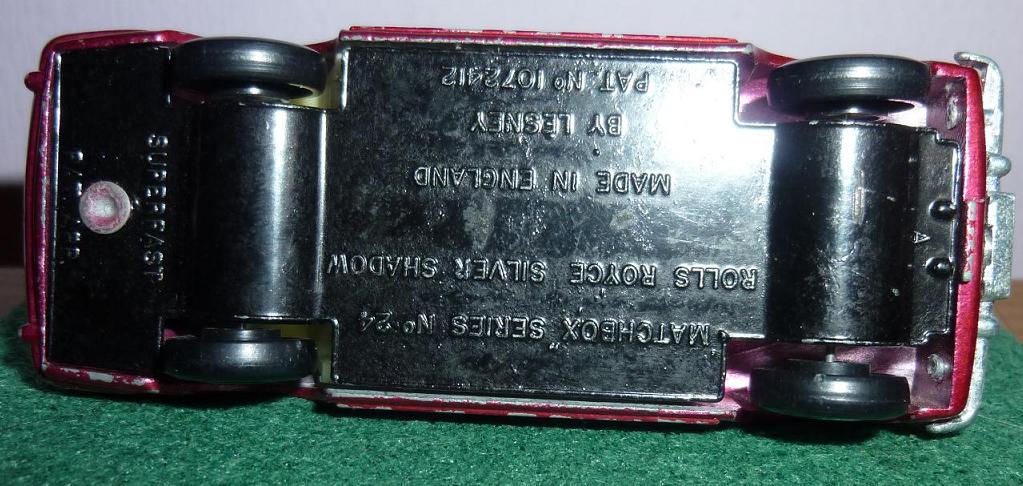 "MATCHBOX" SERIES Nº 24
ROLLS ROYCE SILVER SHADOW
MADE IN ENGLAND
BY LESNEY
PAT. Nº 1072412
SUPERFAST
A